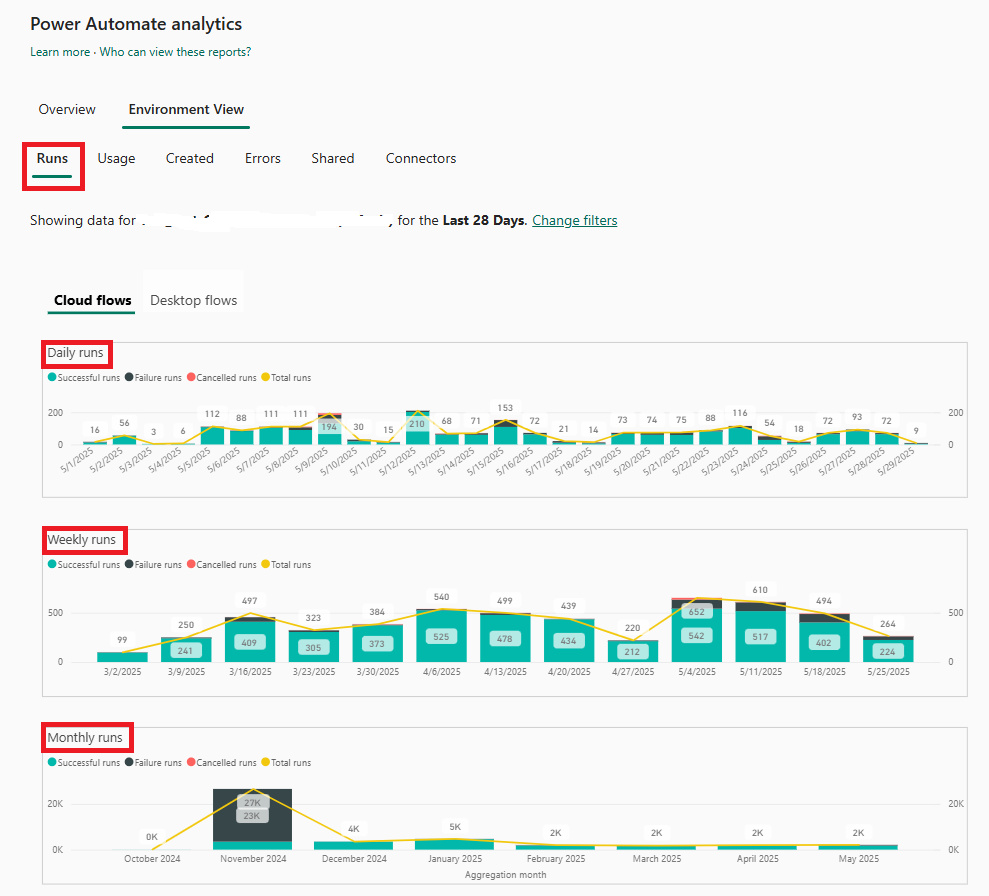 Power Automate analytics
Learn more · Who can view these reports?
Overview Environment View
Runs Usage Created Errors Shared Connectors
Showing data for for the Last 28 Days. Change filters
Cloud flows Desktop flows
Daily runs
Successful runs Failure runs Cancelled runs Total runs
200 16 56 3 6 112 88 111 111 194 30 15 210 68 71 153 72 21 14 73 74 75 88 116 54 18 72 93 72 9 200
0 0
5/1/2025 5/2/2025 5/3/2025 5/4/2025 5/5/2025 5/6/2025 5/7/2025 5/8/2025 5/9/2025 5/10/2025 5/11/2025 5/12/2025 5/13/2025 5/14/2025 5/15/2025 5/16/2025 5/17/2025 5/18/2025 5/19/2025 5/20/2025 5/21/2025 5/22/2025 5/23/2025 5/24/2025 5/25/2025 5/26/2025 5/27/2025 5/28/2025 5/29/2025
Weekly runs
Successful runs Failure runs Cancelled runs Total runs
99 250 497 323 384 540 499 439 220 652 610 494 264
500 500
241 409 305 373 525 478 434 212 542 517 402 224
0 0
3/2/2025 3/9/2025 3/16/2025 3/23/2025 3/30/2025 4/6/2025 4/13/2025 4/20/2025 4/27/2025 5/4/2025 5/11/2025 5/18/2025 5/25/2025
Monthly runs
Successful runs Failure runs Cancelled runs Total runs
20K 27K 20K
23K
0K 4K 5K 2K 2K 2K 2K
0K 0K
October 2024 November 2024 December 2024 January 2025 February 2025 March 2025 April 2025 May 2025
Aggregation month